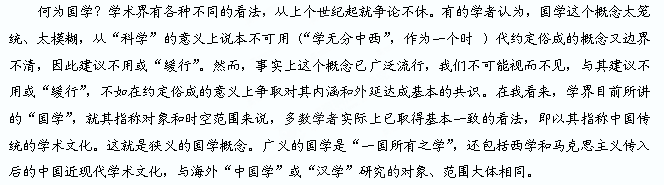 何为国学？学术界有各种不同的看法，从上个世纪起就争论不休。有的学者认为，国学这个概念太笼
统、太模糊，从“科学”的意义上说本不可用（“学无分中西”，作为一个时 ）代约定俗成的概念又边界
不清，因此建议不用或“缓行”。然而，事实上这个概念已广泛流行，我们不可能视而不见，与其建议不
用或“缓行”，不如在约定俗成的意义上争取对其内涵和外延达成基本的共识。在我看来，学界目前所讲
的“国学”，就其指称对象和时空范围来说，多数学者实际上已取得基本一致的看法，即以其指称中国传
统的学术文化。这就是狭义的国学概念。广义的国学是“一国所有之学”，还包括西学和马克思主义传入
后的中国近现代学术文化，与海外“中国学”或“汉学”研究的对象、范围大体相同。